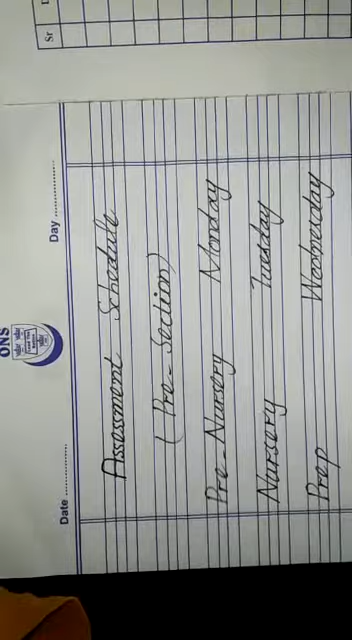 Sr
ONS
Date ............ Day ............
Assessment Schedule
(Pre-Section)
Pre-Nursery Monday
Nursery Tuesday
Prep Wednesday